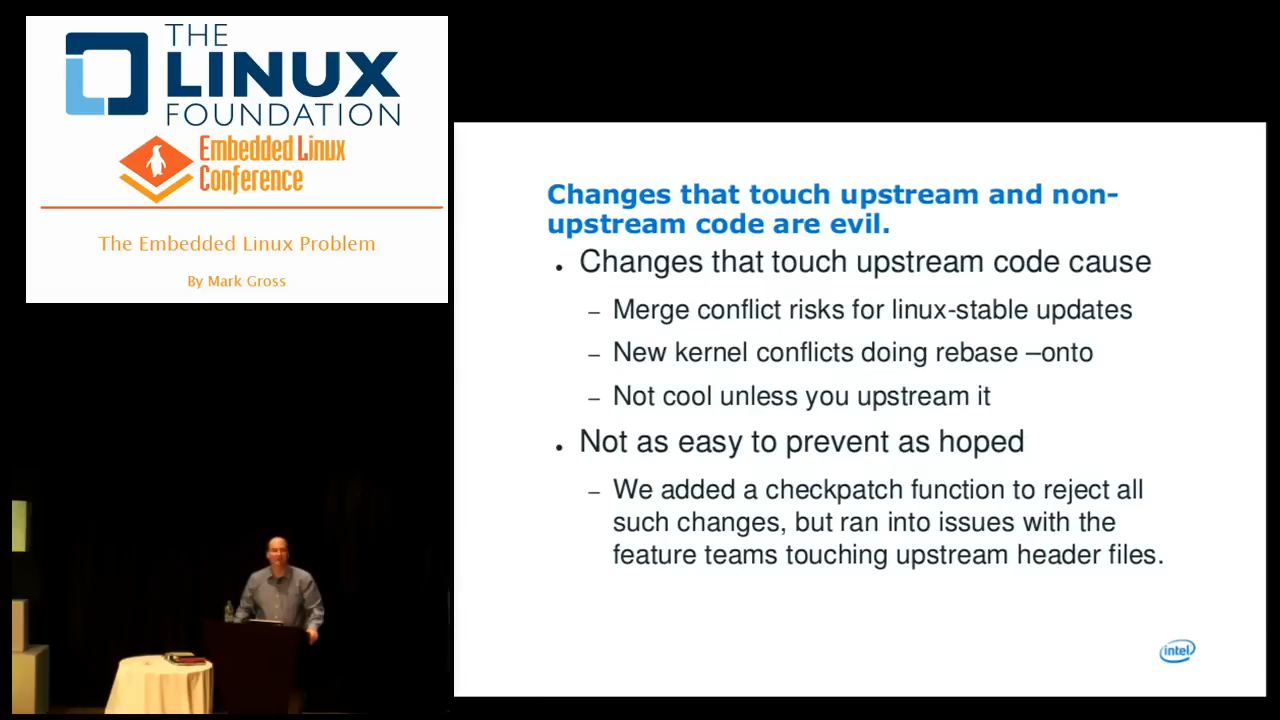 THE
LINUX
FOUNDATION
Embedded Linux
Conference
The Embedded Linux Problem
By Mark Gross
Changes that touch upstream and non-
upstream code are evil.
• Changes that touch upstream code cause
– Merge conflict risks for linux-stable updates
– New kernel conflicts doing rebase –onto
– Not cool unless you upstream it
• Not as easy to prevent as hoped
– We added a checkpatch function to reject all
such changes, but ran into issues with the
feature teams touching upstream header files.
intel